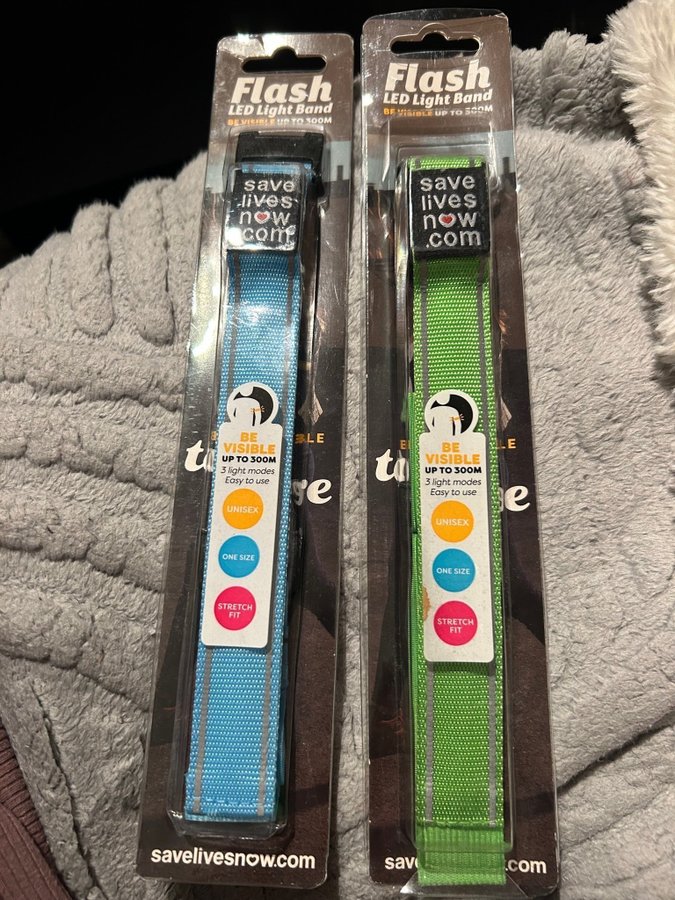 Flash
LED Light Band
BE VISIBLE UP TO 300M
save
lives
now
.com
BE
VISIBLE
UP TO 300M
3 light modes
Easy to use
UNISEX
ONE SIZE
STRETCH
FIT
savelivesnow.com
Flash
LED Light Band
BE VISIBLE UP TO 300M
save
lives
now
.com
BE
VISIBLE
UP TO 300M
3 light modes
Easy to use
UNISEX
ONE SIZE
STRETCH
FIT